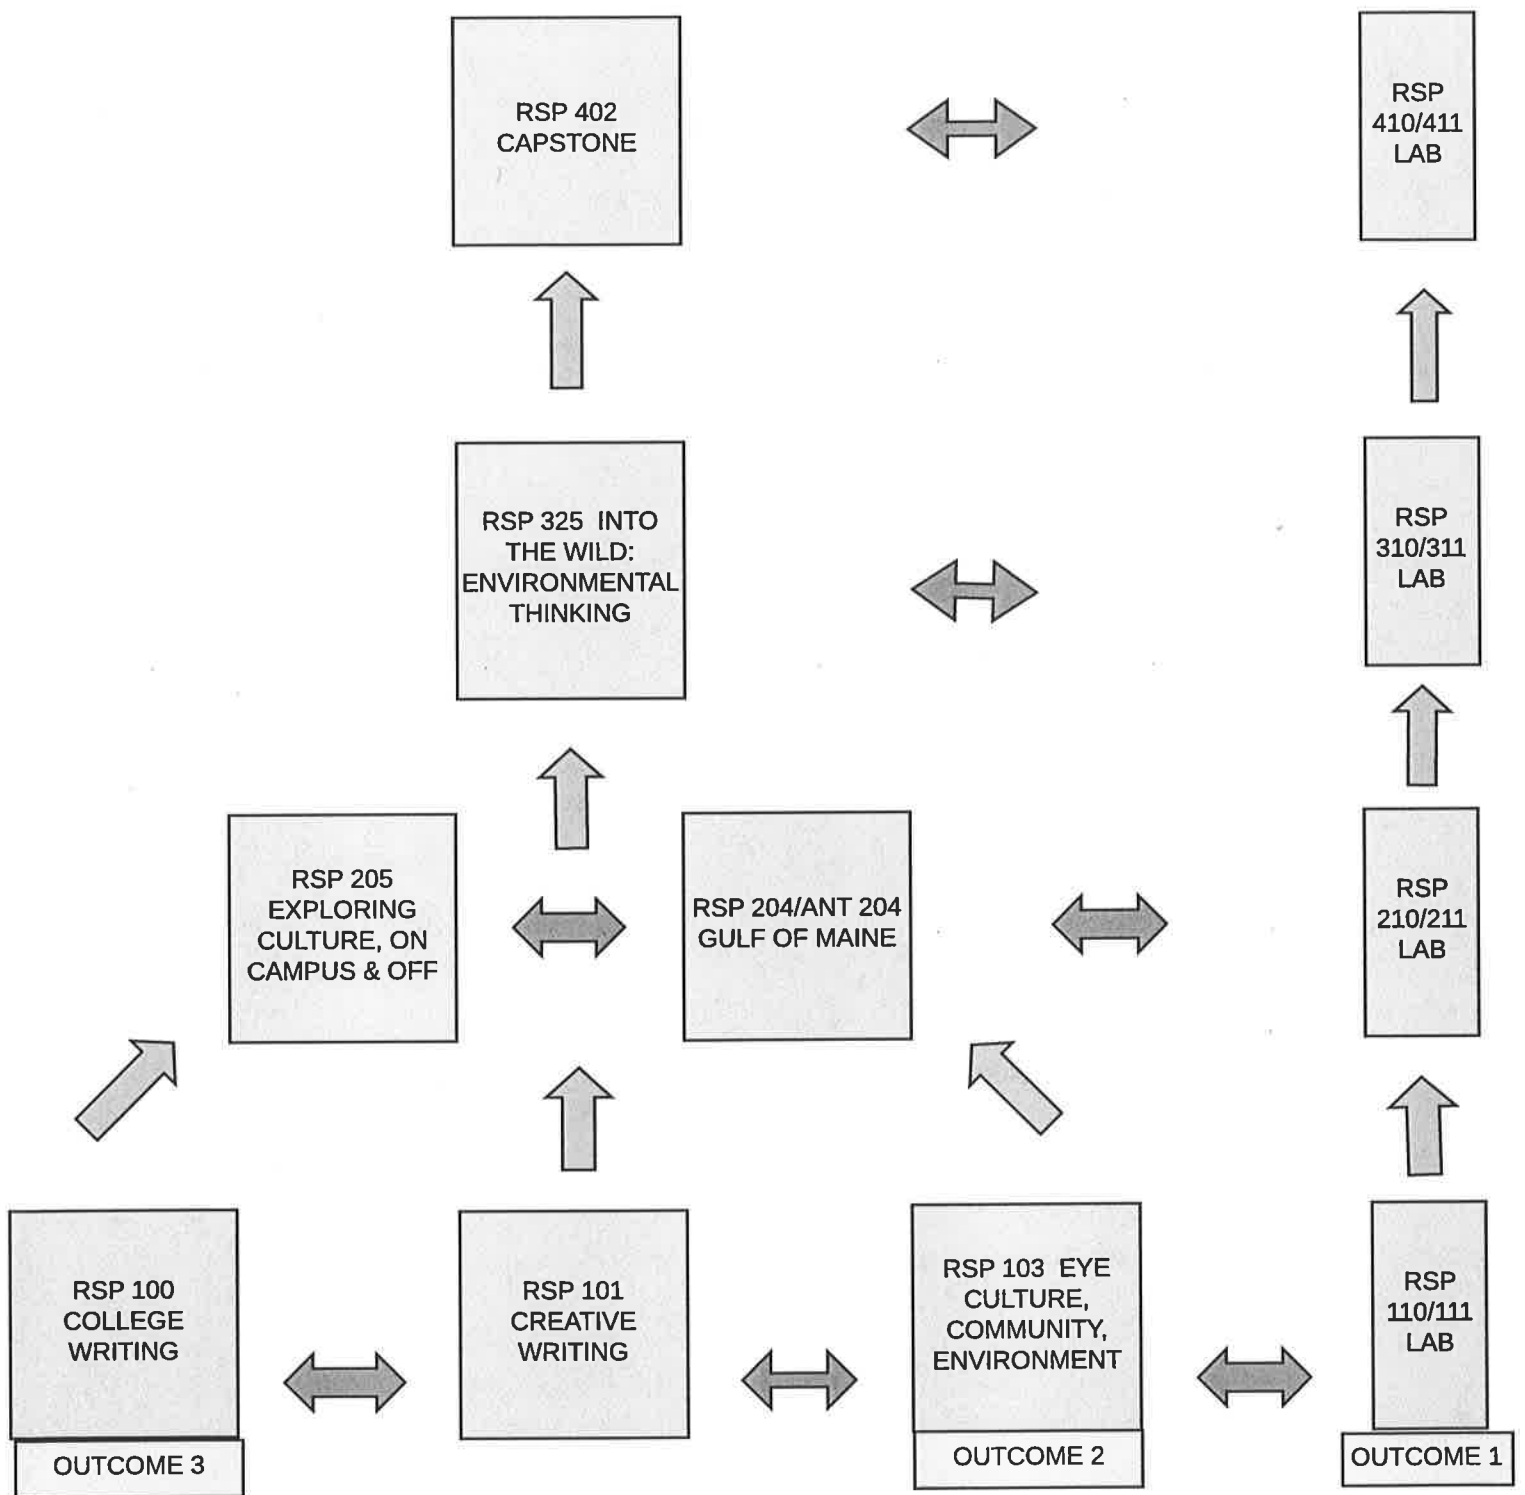 RSP 402
CAPSTONE
RSP
410/411
LAB
RSP 325 INTO
THE WILD:
ENVIRONMENTAL
THINKING
RSP
310/311
LAB
RSP 205
EXPLORING
CULTURE, ON
CAMPUS & OFF
RSP 204/ANT 204
GULF OF MAINE
RSP
210/211
LAB
RSP 100
COLLEGE
WRITING
RSP 101
CREATIVE
WRITING
RSP 103 EYE
CULTURE,
COMMUNITY,
ENVIRONMENT
RSP
110/111
LAB
OUTCOME 3
OUTCOME 2
OUTCOME 1